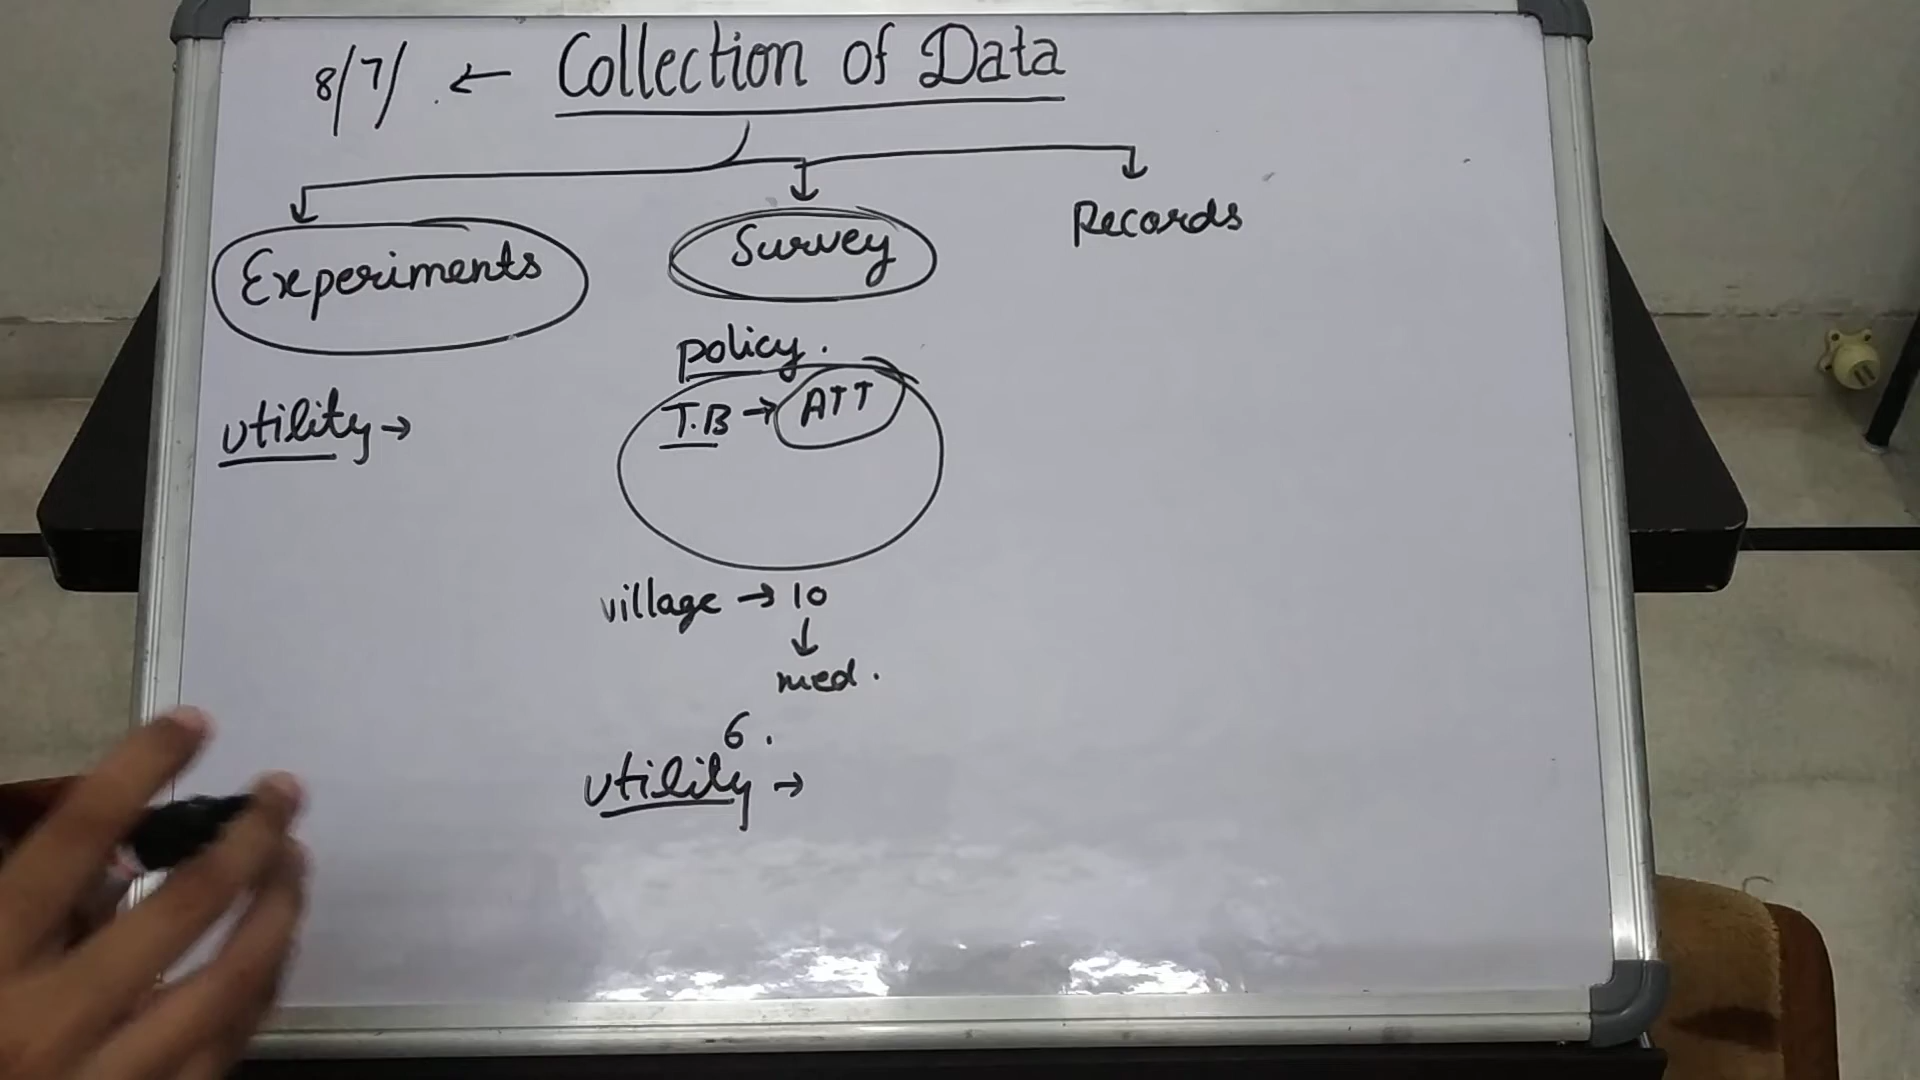 8/7/ . ← Collection of Data
Experiments
Survey
Records
utility →
policy.
T.B → ATT
village → 10
↓
med.
6.
utility →